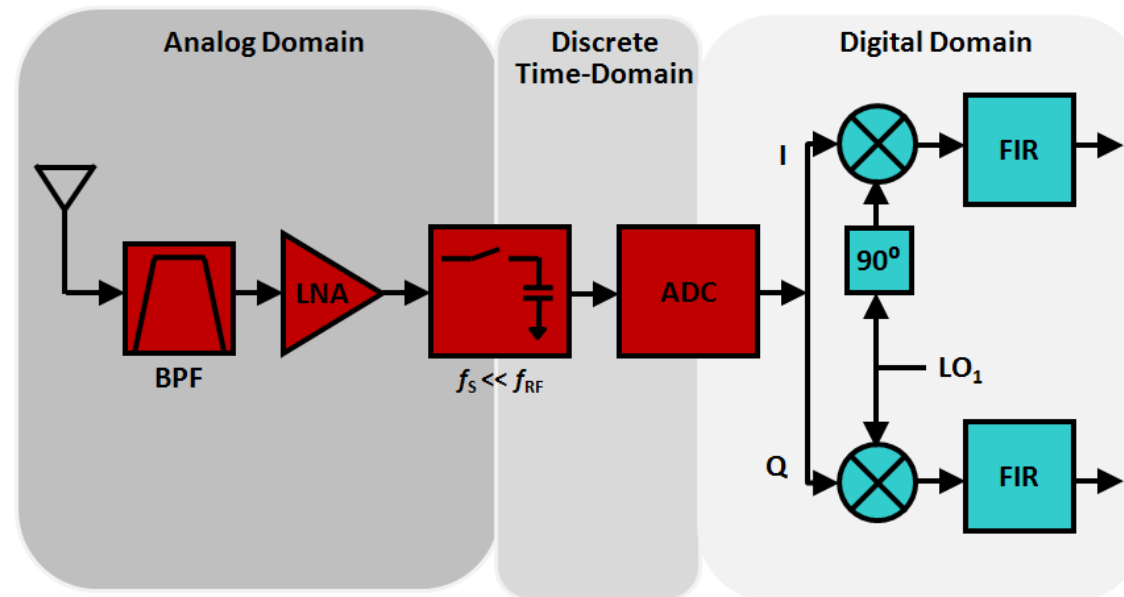 Analog Domain
Discrete
Time-Domain
Digital Domain
I
FIR
90º
LNA
ADC
BPF
fS << fRF
LO1
Q
FIR